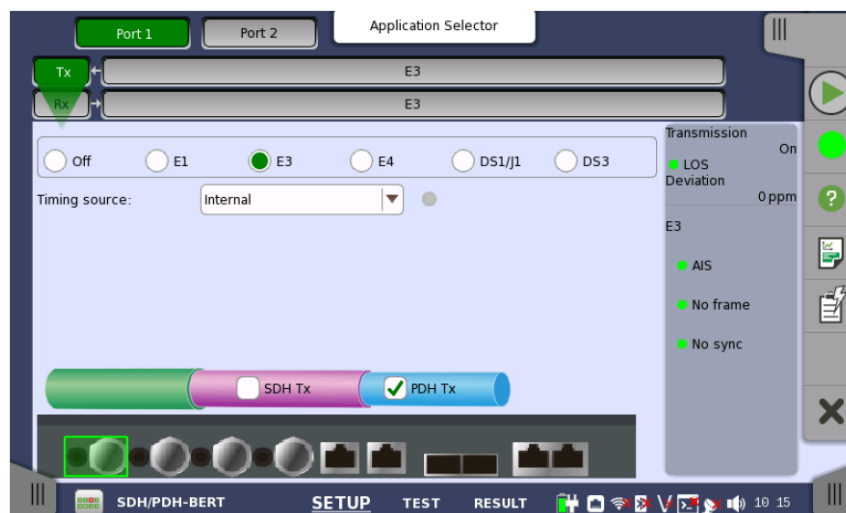 Port 1 Port 2 Application Selector
Tx E3
Rx E3
Off E1 E3 E4 DS1/J1 DS3
Timing source: Internal
SDH Tx PDH Tx
Transmission
On
LOS
Deviation
0 ppm
E3
AIS
No frame
No sync
?
SDH/PDH-BERT SETUP TEST RESULT 10 15